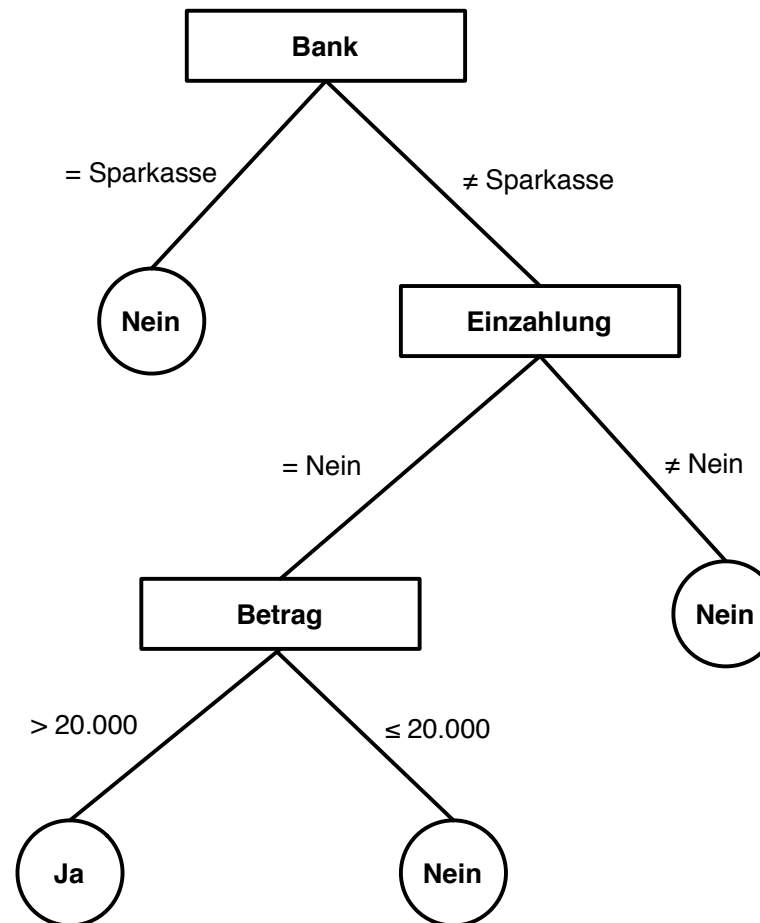 Bank
= Sparkasse
≠ Sparkasse
Nein
Einzahlung
= Nein
≠ Nein
Betrag
Nein
> 20.000
≤ 20.000
Ja
Nein